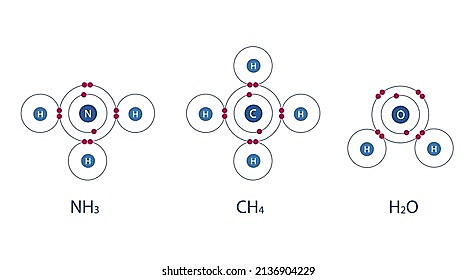 H
H N H H C H O
H H H H
NH₃ CH₄ H₂O
shutterstock.com · 2136904229